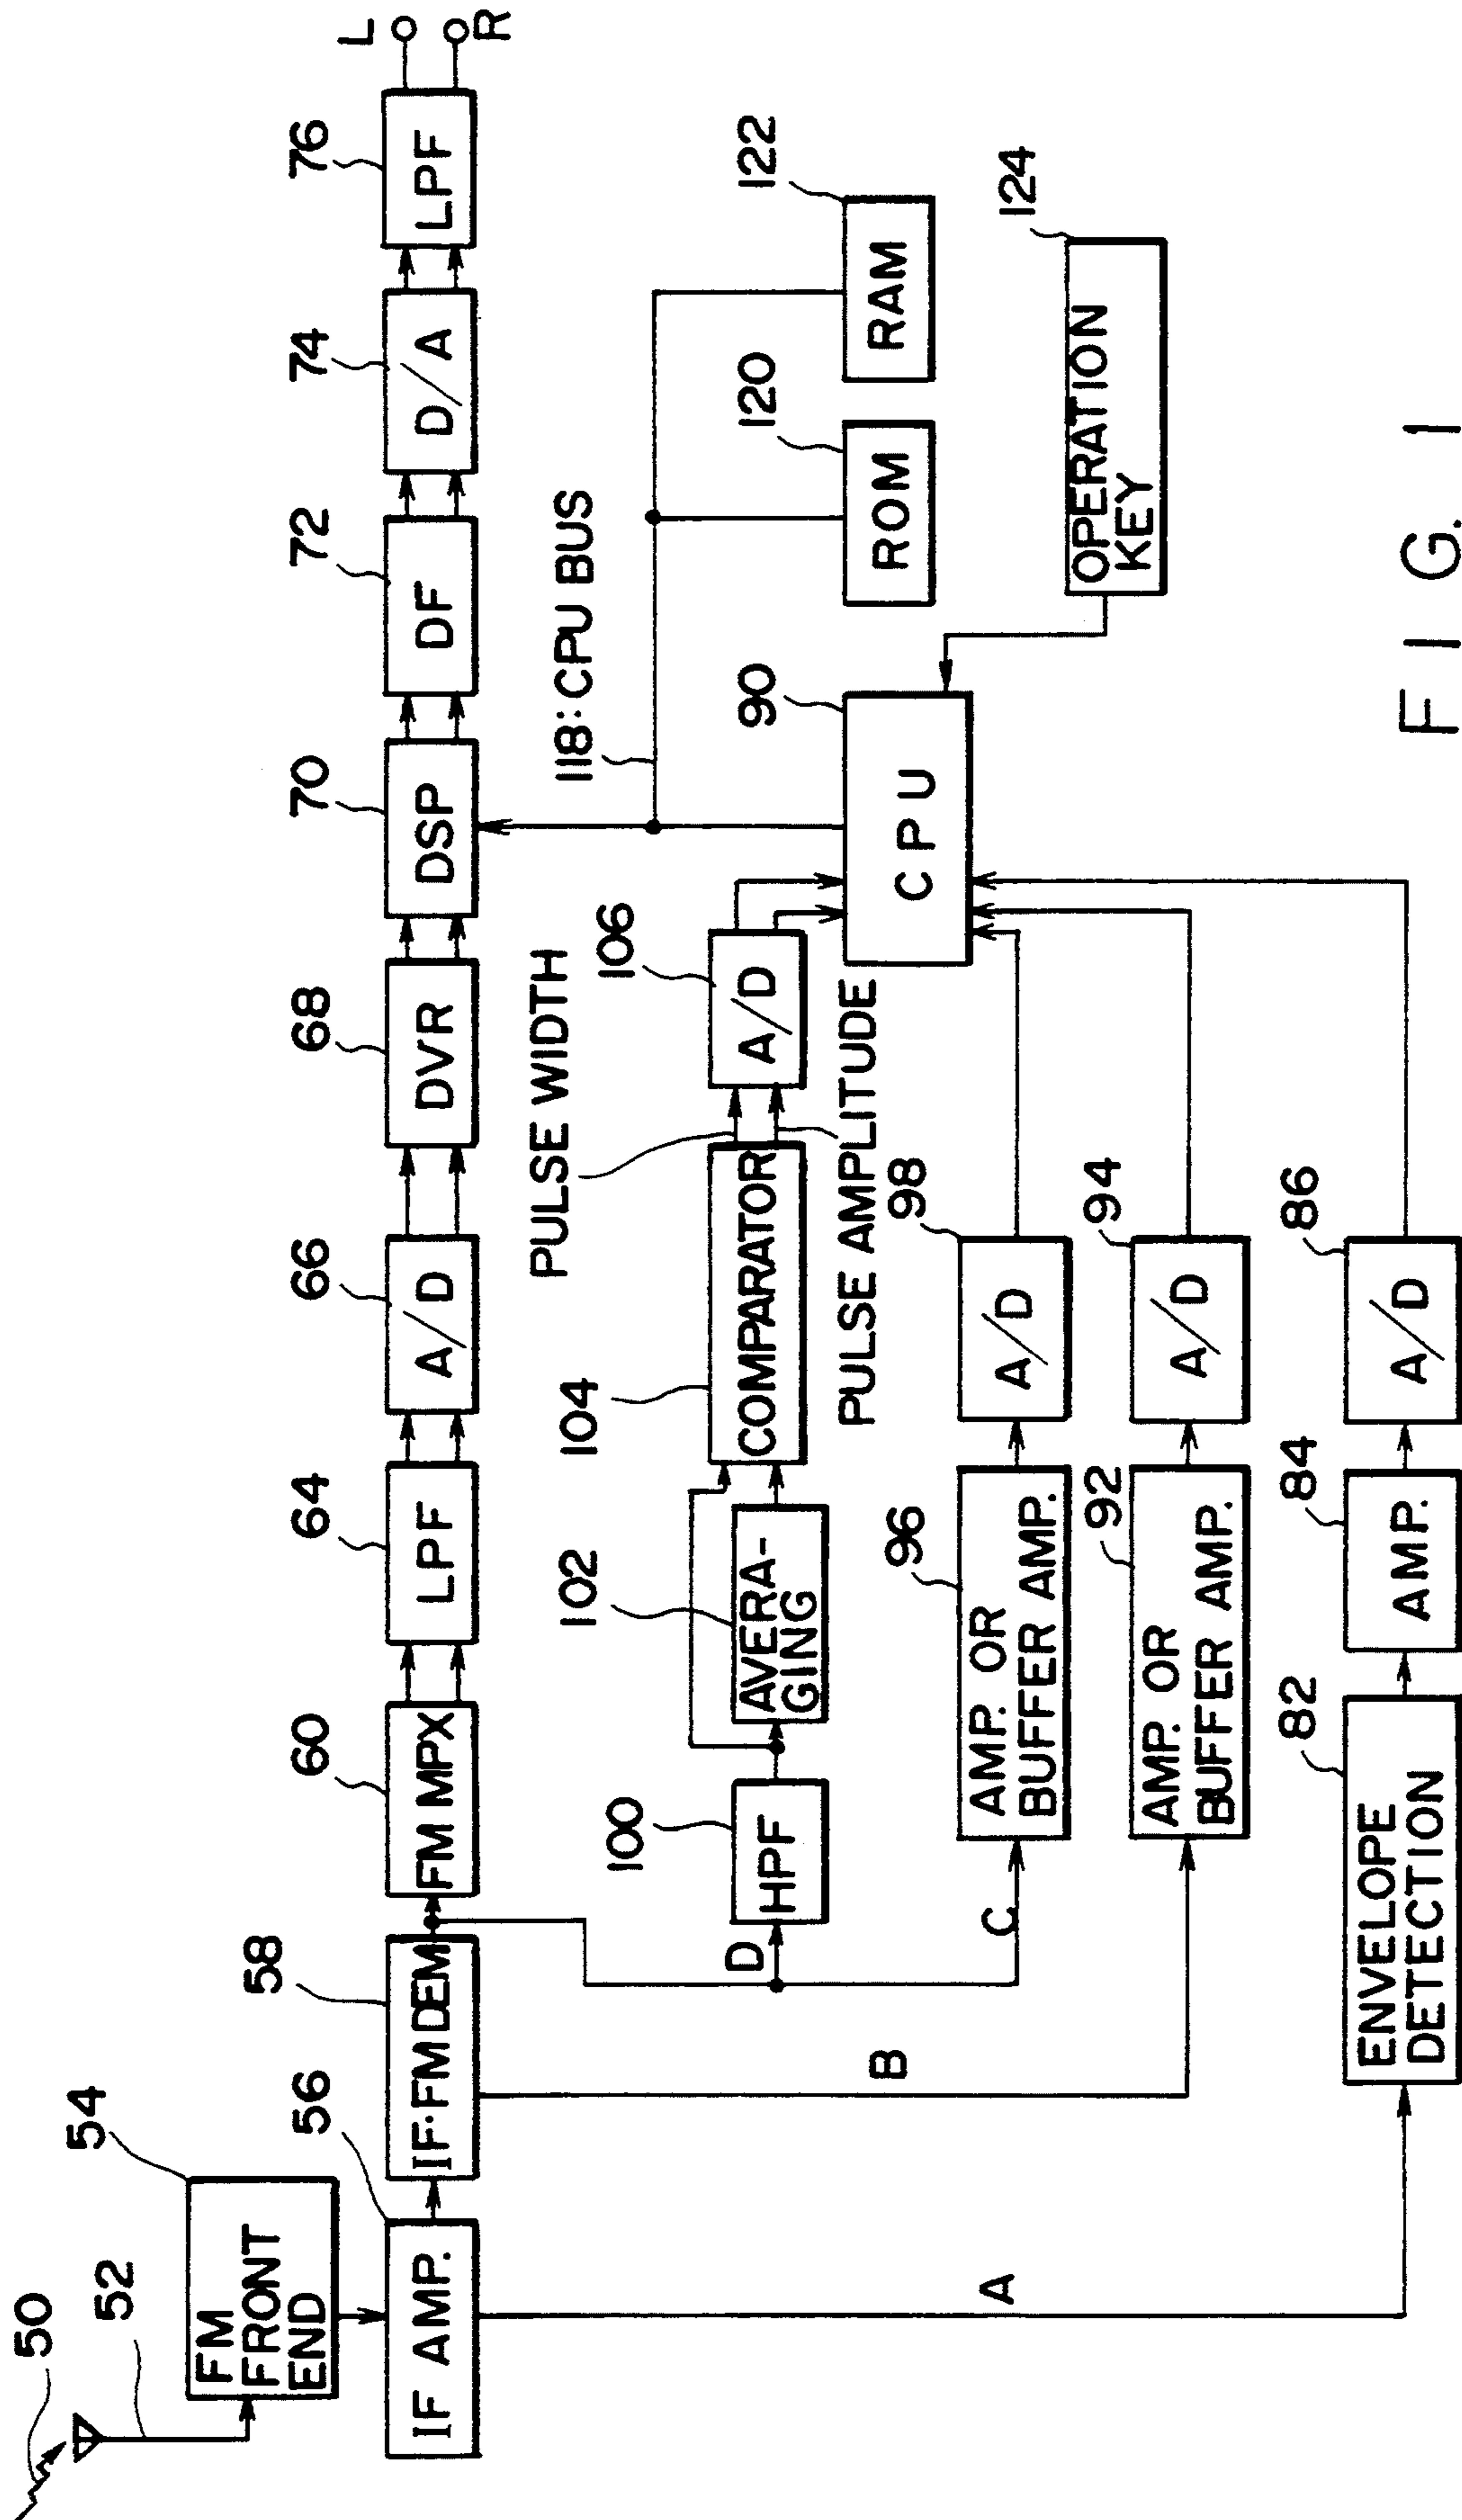 50
52
54
FM
FRONT
END
56
IF AMP.
58
IF·FM DEM
60
FM MPX
64
LPF
66
A/D
68
DVR
70
DSP
72
DF
74
D/A
76
LPF
L
R
A
B
C
D
100
HPF
102
AVERA-
GING
104
COMPARATOR
PULSE WIDTH
PULSE AMPLITUDE
106
A/D
118: CPU BUS
90
CPU
120
ROM
122
RAM
124
OPERATION
KEY
96
AMP. OR
BUFFER AMP.
98
A/D
92
AMP. OR
BUFFER AMP.
94
A/D
82
ENVELOPE
DETECTION
84
AMP.
86
A/D
FIG. 1